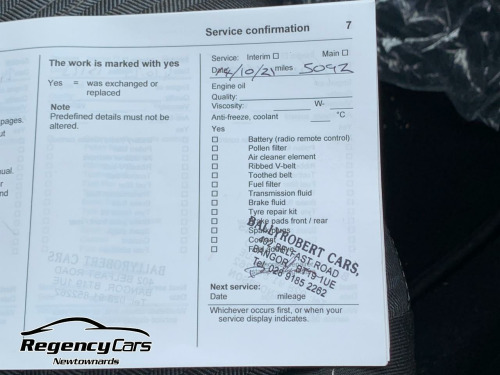 Service confirmation 7
The work is marked with yes
Yes = was exchanged or
replaced
Note
Predefined details must not be
altered.
pages.
Service: Interim ☐ Main ☐
Date 4/10/21 miles 5092
Engine oil
Quality:
Viscosity: W-
Anti-freeze, coolant °C
Yes
☐ Battery (radio remote control)
☐ Pollen filter
☐ Air cleaner element
☐ Ribbed V-belt
☐ Toothed belt
☐ Fuel filter
☐ Transmission fluid
☐ Brake fluid
☐ Tyre repair kit
☐ Brake pads front / rear
☐ Spark plugs
☐
☐
BALLYROBERT CARS,
402 BELFAST ROAD
BANGOR BT19 1UE
Tel: 028 9185 2262
Next service:
Date mileage
Whichever occurs first, or when your
service display indicates.
RegencyCars
Newtownards